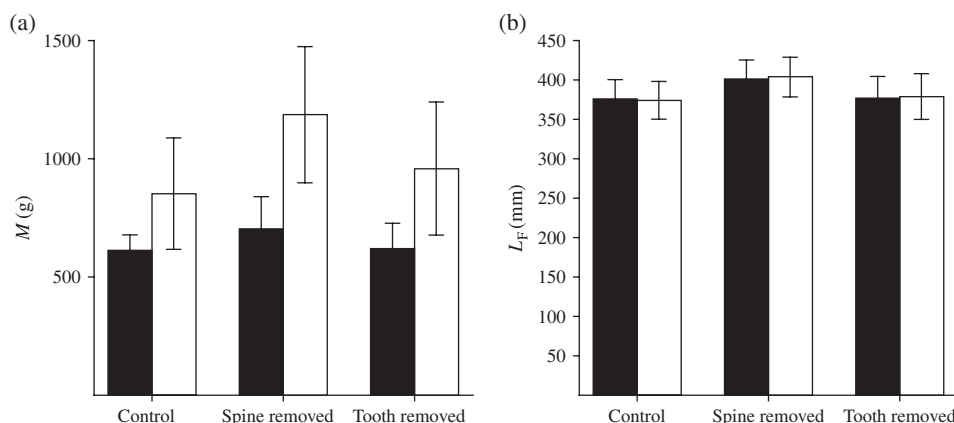 (a)
1500
1000
500
M (g)
Control
Spine removed
Tooth removed
(b)
450
400
350
300
250
200
150
100
50
LF (mm)
Control
Spine removed
Tooth removed